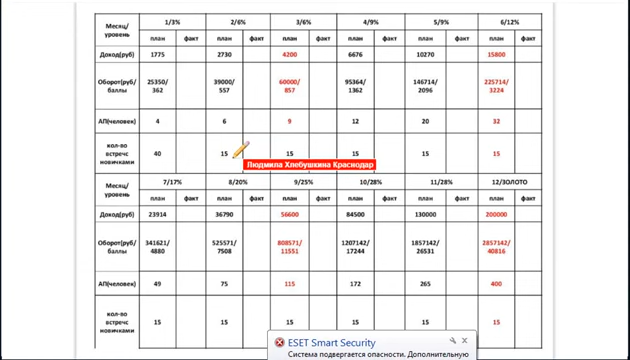 Месяц/ уровень 1/3% 2/6% 3/6% 4/9% 5/9% 6/12%
план факт план факт план факт план факт план факт план факт
Доход(руб) 1775 2730 4200 6676 10270 15800
Оборот(руб/ баллы 25350/ 362 39000/ 557 60000/ 857 95364/ 1362 146714/ 2096 225714/ 3224
АП(человек) 4 6 9 12 20 32
кол-во встречс новичками 40 15 15 15 15 15
Людмила Хлебушкина Краснодар
Месяц/ уровень 7/17% 8/20% 9/25% 10/28% 11/28% 12/ЗОЛОТО
план факт план факт план факт план факт план факт план факт
Доход(руб) 23914 36790 56600 84500 130000 200000
Оборот(руб/ баллы 341621/ 4880 525571/ 7508 808571/ 11551 1207142/ 17244 1857142/ 26531 2857142/ 40816
АП(человек) 49 75 115 172 265 400
кол-во встречс новичками 15 15 15 15 15 15
ESET Smart Security
Система подвергается опасности. Дополнительную